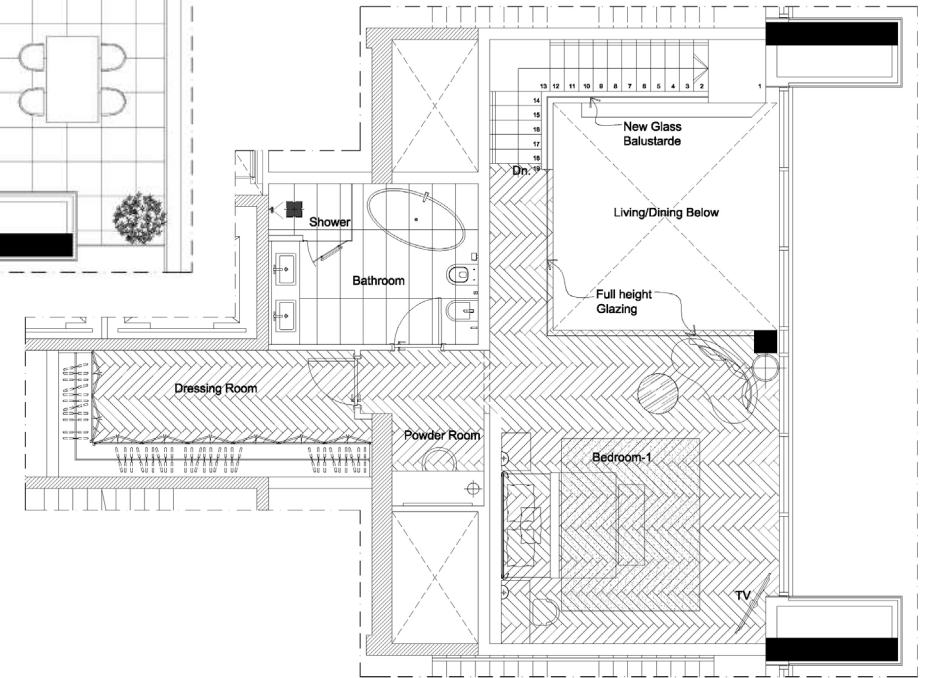 13 12 11 10 9 8 7 6 5 4 3 2 1
14
15
16
17
18
Dn. 19
New Glass
Balustarde
Shower
Living/Dining Below
Bathroom
Full height
Glazing
Dressing Room
Powder Room
Bedroom-1
TV